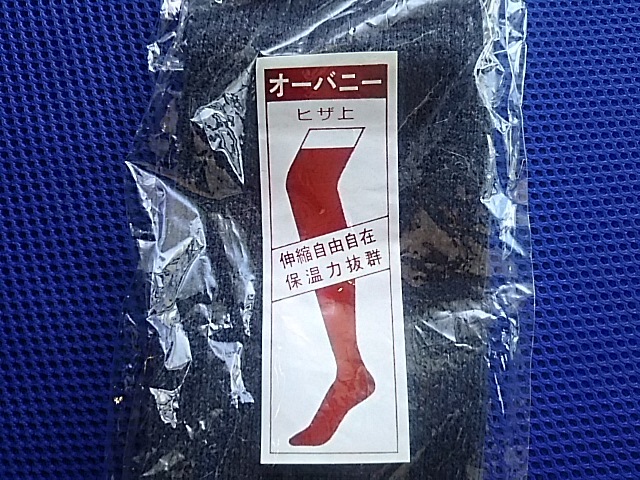 オーバニー
ヒザ上
伸縮自由自在
保温力抜群